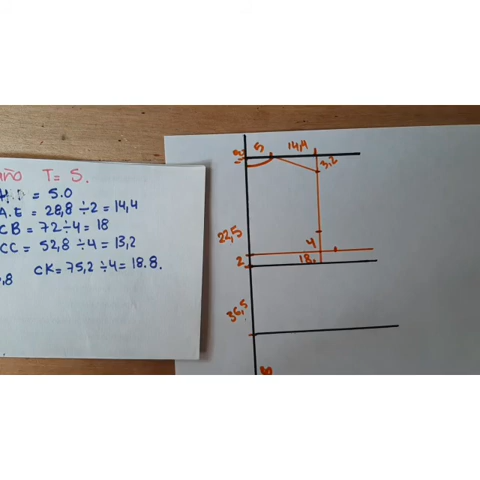 T= S.
= 5.0
A.E = 28,8 ÷2 = 14,4
CB = 72÷4 = 18
CC = 52,8 ÷4 = 13,2
CK= 75,2 ÷4= 18.8.
,8
5 14,4
3,2
22,5
4
2 18.
36,5